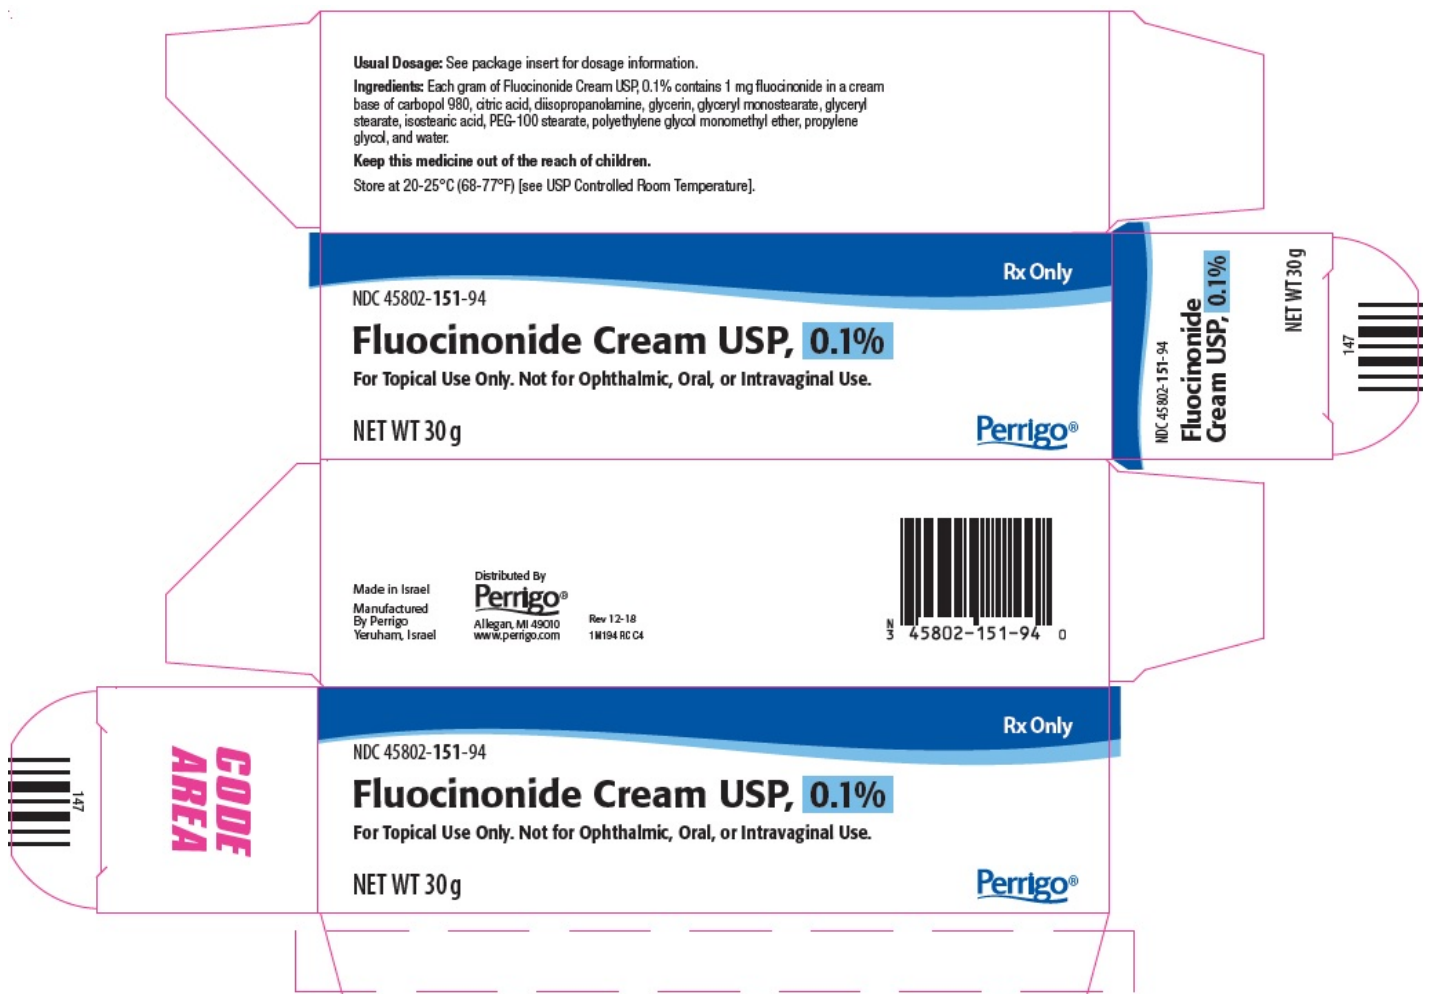 Usual Dosage: See package insert for dosage information.
Ingredients: Each gram of Fluocinonide Cream USP, 0.1% contains 1 mg fluocinonide in a cream
base of carbopol 980, citric acid, diisopropanolamine, glycerin, glyceryl monostearate, glyceryl
stearate, isostearic acid, PEG-100 stearate, polyethylene glycol monomethyl ether, propylene
glycol, and water.
Keep this medicine out of the reach of children.
Store at 20-25°C (68-77°F) [see USP Controlled Room Temperature].
Rx Only
NDC 45802-151-94
Fluocinonide Cream USP, 0.1%
For Topical Use Only. Not for Ophthalmic, Oral, or Intravaginal Use.
NET WT 30 g
Perrigo®
NDC 45802-151-94
Fluocinonide
Cream USP, 0.1%
NET WT 30 g
147
Made in Israel
Manufactured
By Perrigo
Yeruham, Israel
Distributed By
Perrigo®
Allegan, MI 49010
www.perrigo.com
Rev 12-18
1M194 RC C4
N
3 45802-151-94 0
Rx Only
NDC 45802-151-94
Fluocinonide Cream USP, 0.1%
For Topical Use Only. Not for Ophthalmic, Oral, or Intravaginal Use.
NET WT 30 g
Perrigo®
CODE
AREA
147